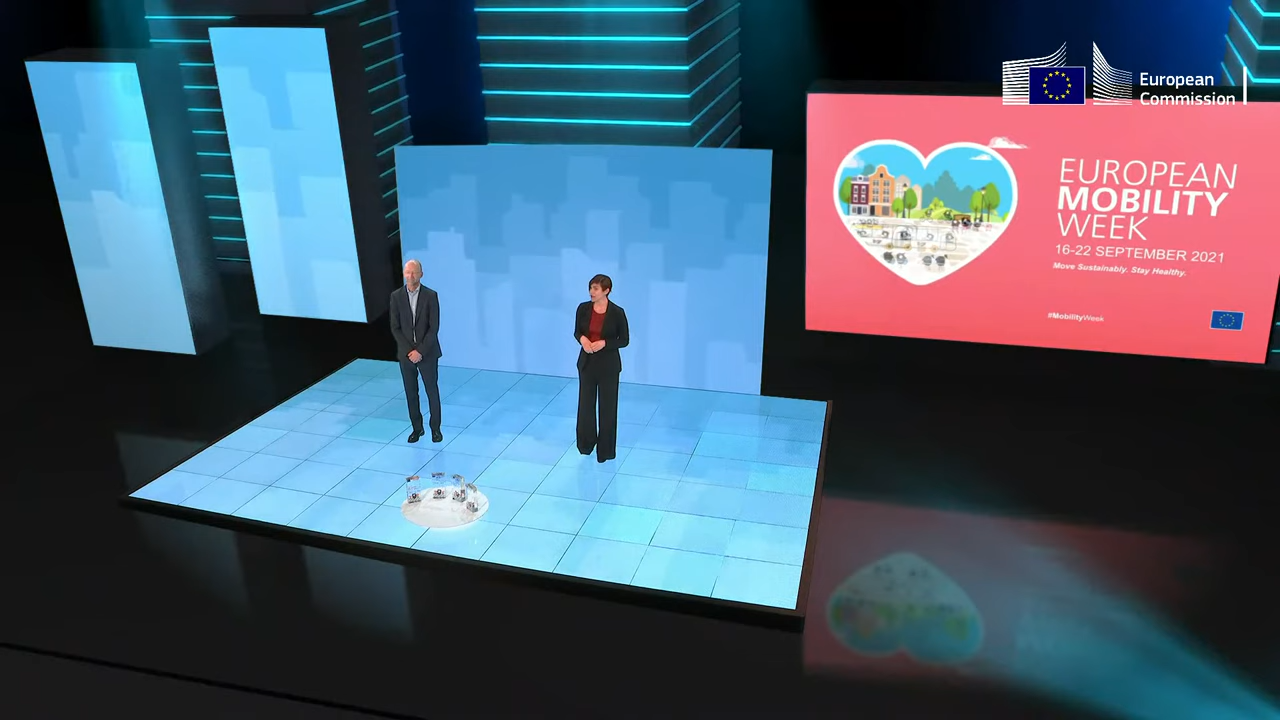 European
Commission
EUROPEAN
MOBILITY
WEEK
16-22 SEPTEMBER 2021
Move Sustainably. Stay Healthy.
#MobilityWeek